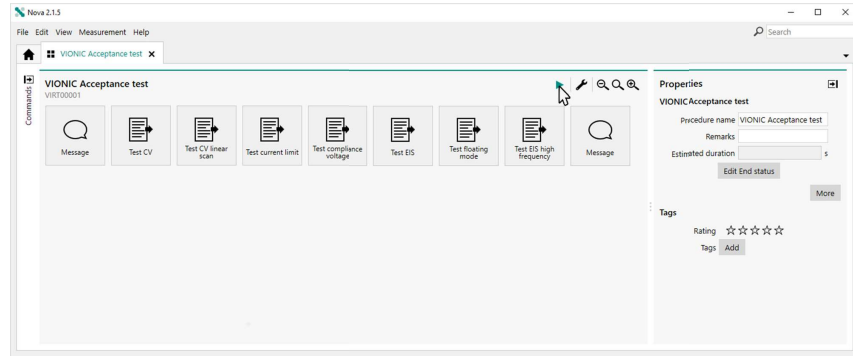 Nova 2.1.5
File Edit View Measurement Help
Search
VIONIC Acceptance test
Commands
VIONIC Acceptance test
VIRT00001
Message
Test CV
Test CV linear
scan
Test current limit
Test compliance
voltage
Test EIS
Test floating
mode
Test EIS high
frequency
Message
Properties
VIONIC Acceptance test
Procedure name VIONIC Acceptance test
Remarks
Estimated duration s
Edit End status
More
Tags
Rating
Tags Add